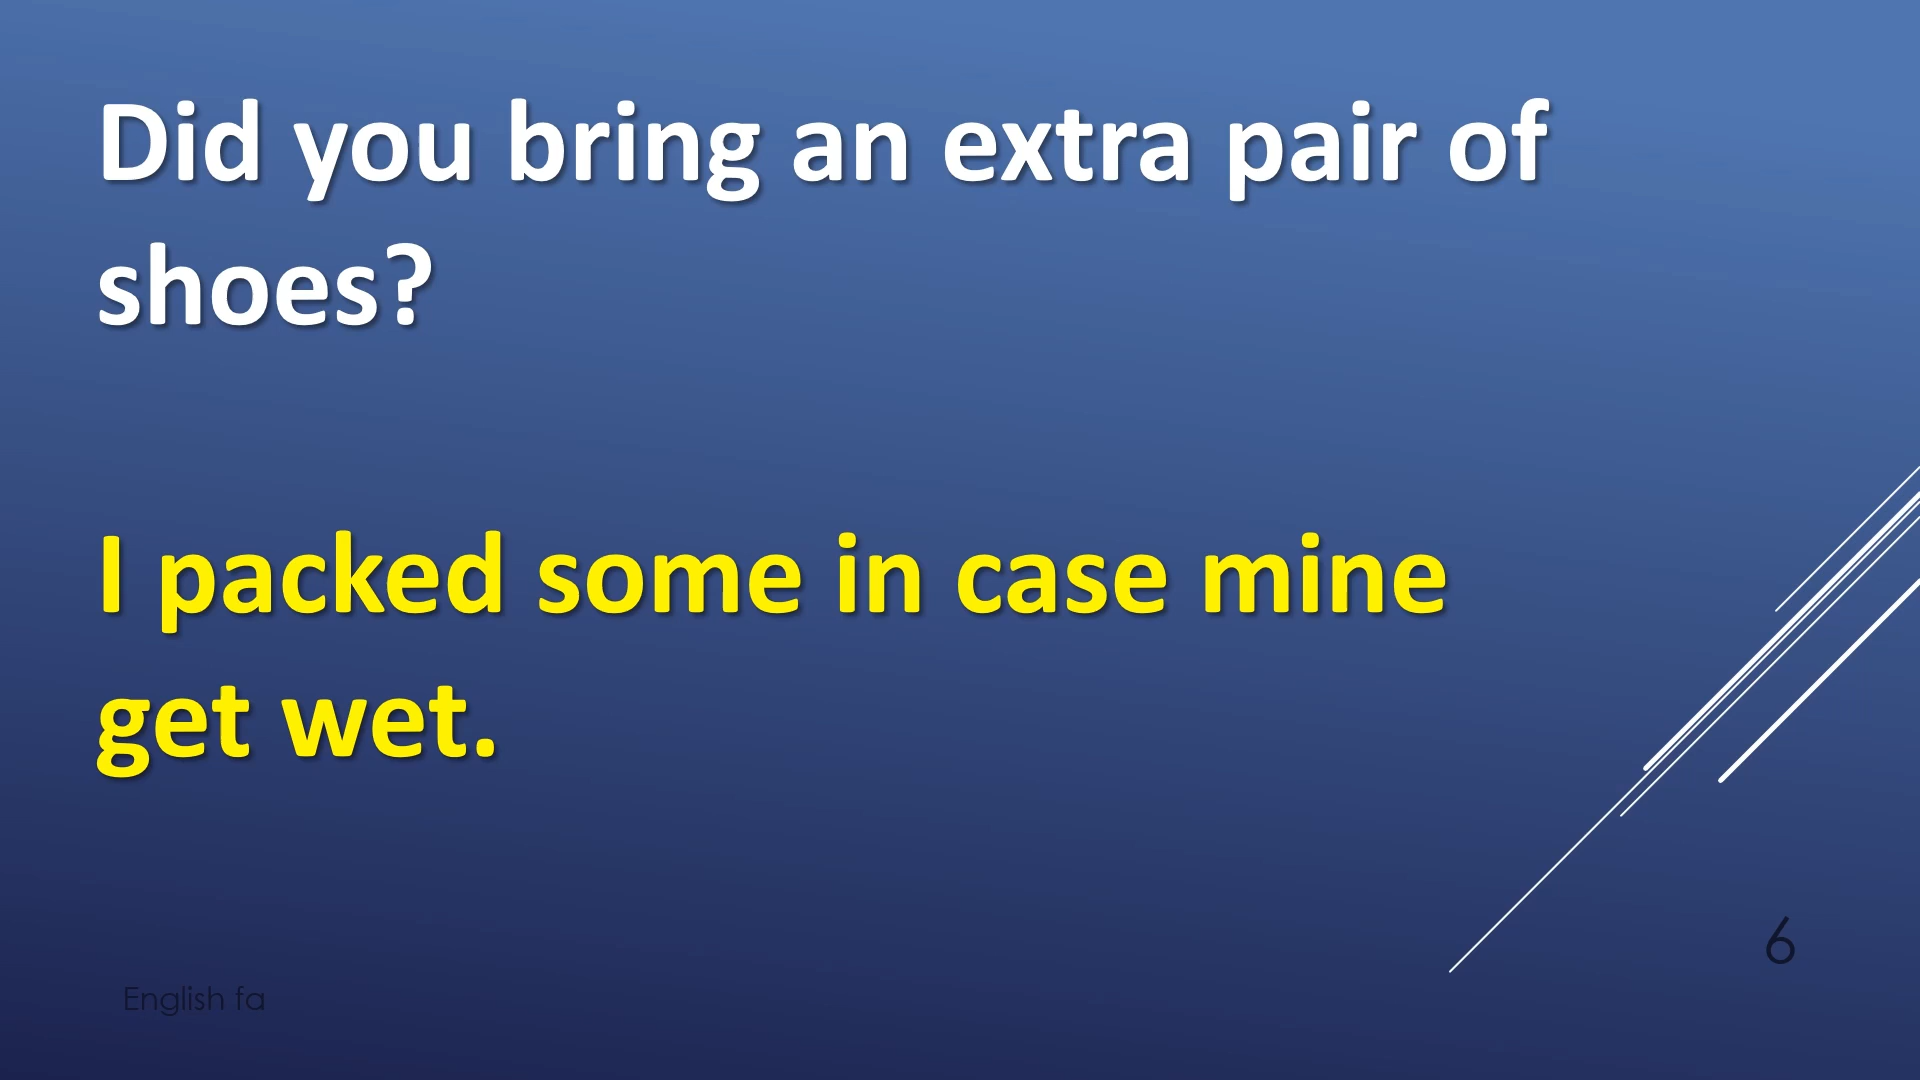 Did you bring an extra pair of
shoes?
I packed some in case mine
get wet.
6
English fa